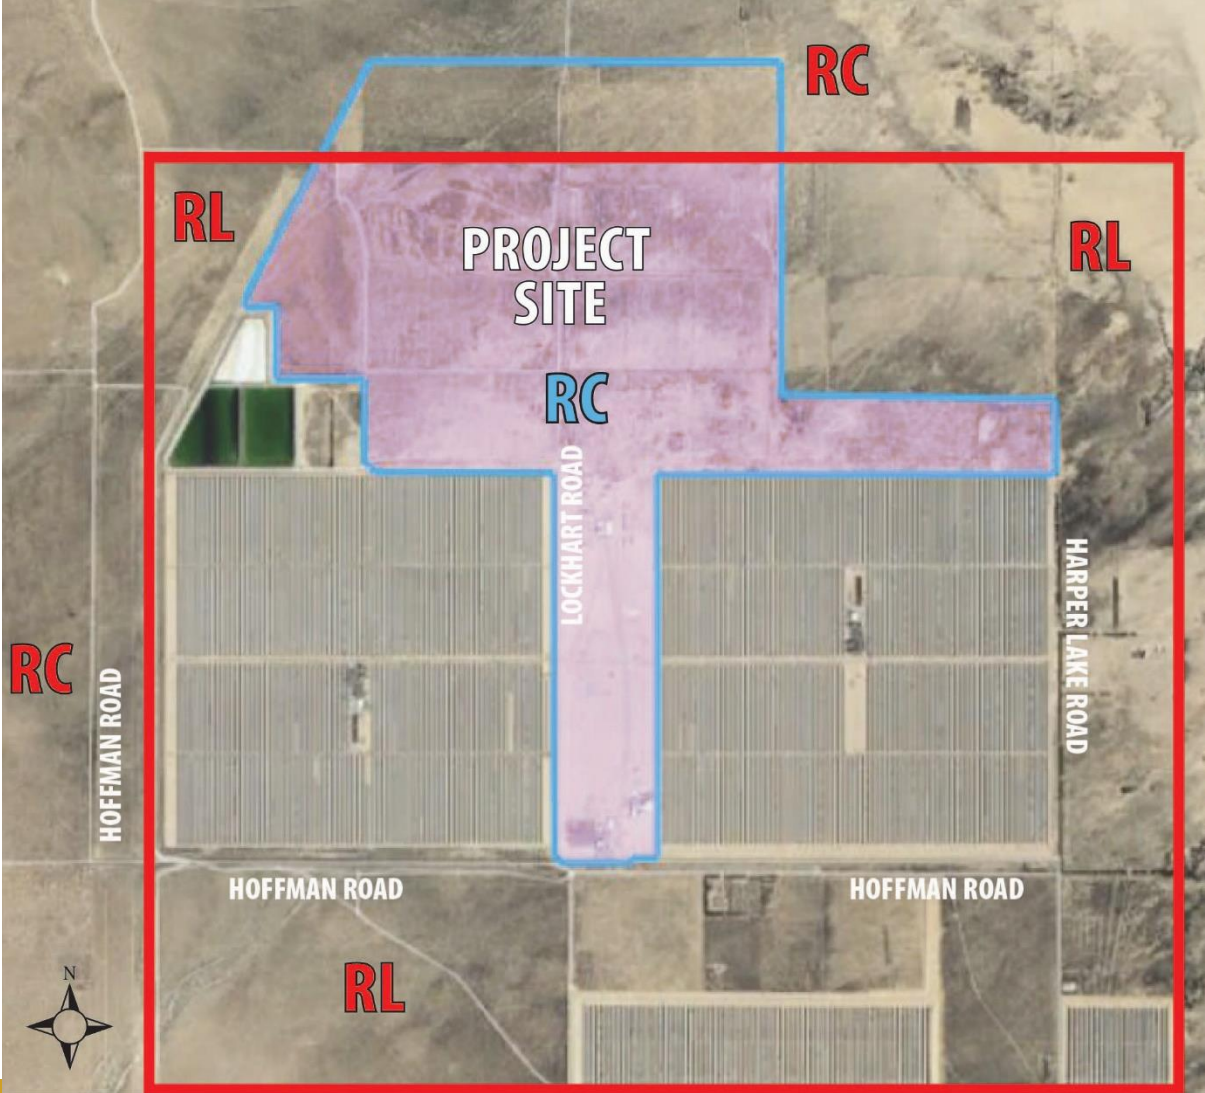 RC
RL
PROJECT
SITE
RL
RC
LOCKHART ROAD
HARPER LAKE ROAD
RC
HOFFMAN ROAD
HOFFMAN ROAD
HOFFMAN ROAD
RL
N